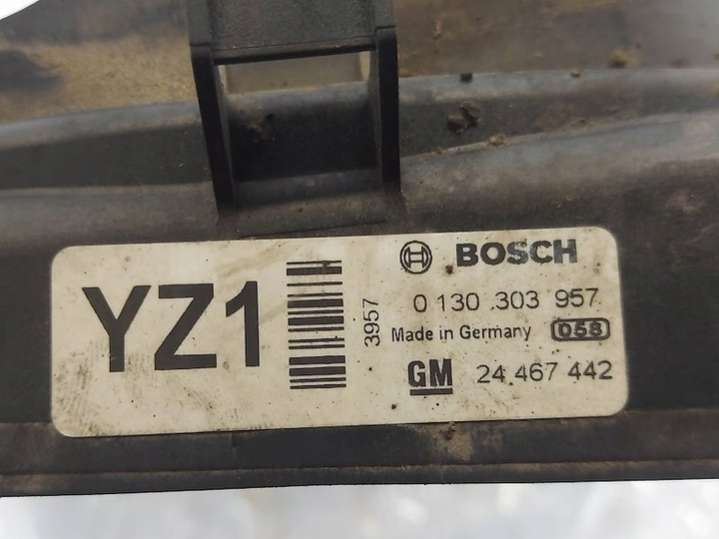 YZ1
3957
BOSCH
0 130 303 957
Made in Germany 058
GM 24 467 442